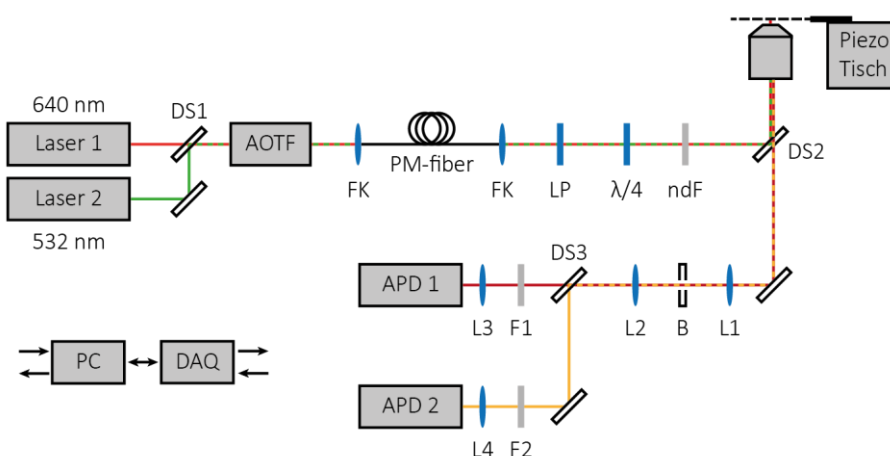 Piezo
Tisch
640 nm
DS1
Laser 1
AOTF
PM-fiber
DS2
Laser 2
FK
FK
LP
λ/4
ndF
532 nm
DS3
APD 1
L3
F1
L2
B
L1
PC
DAQ
APD 2
L4
F2